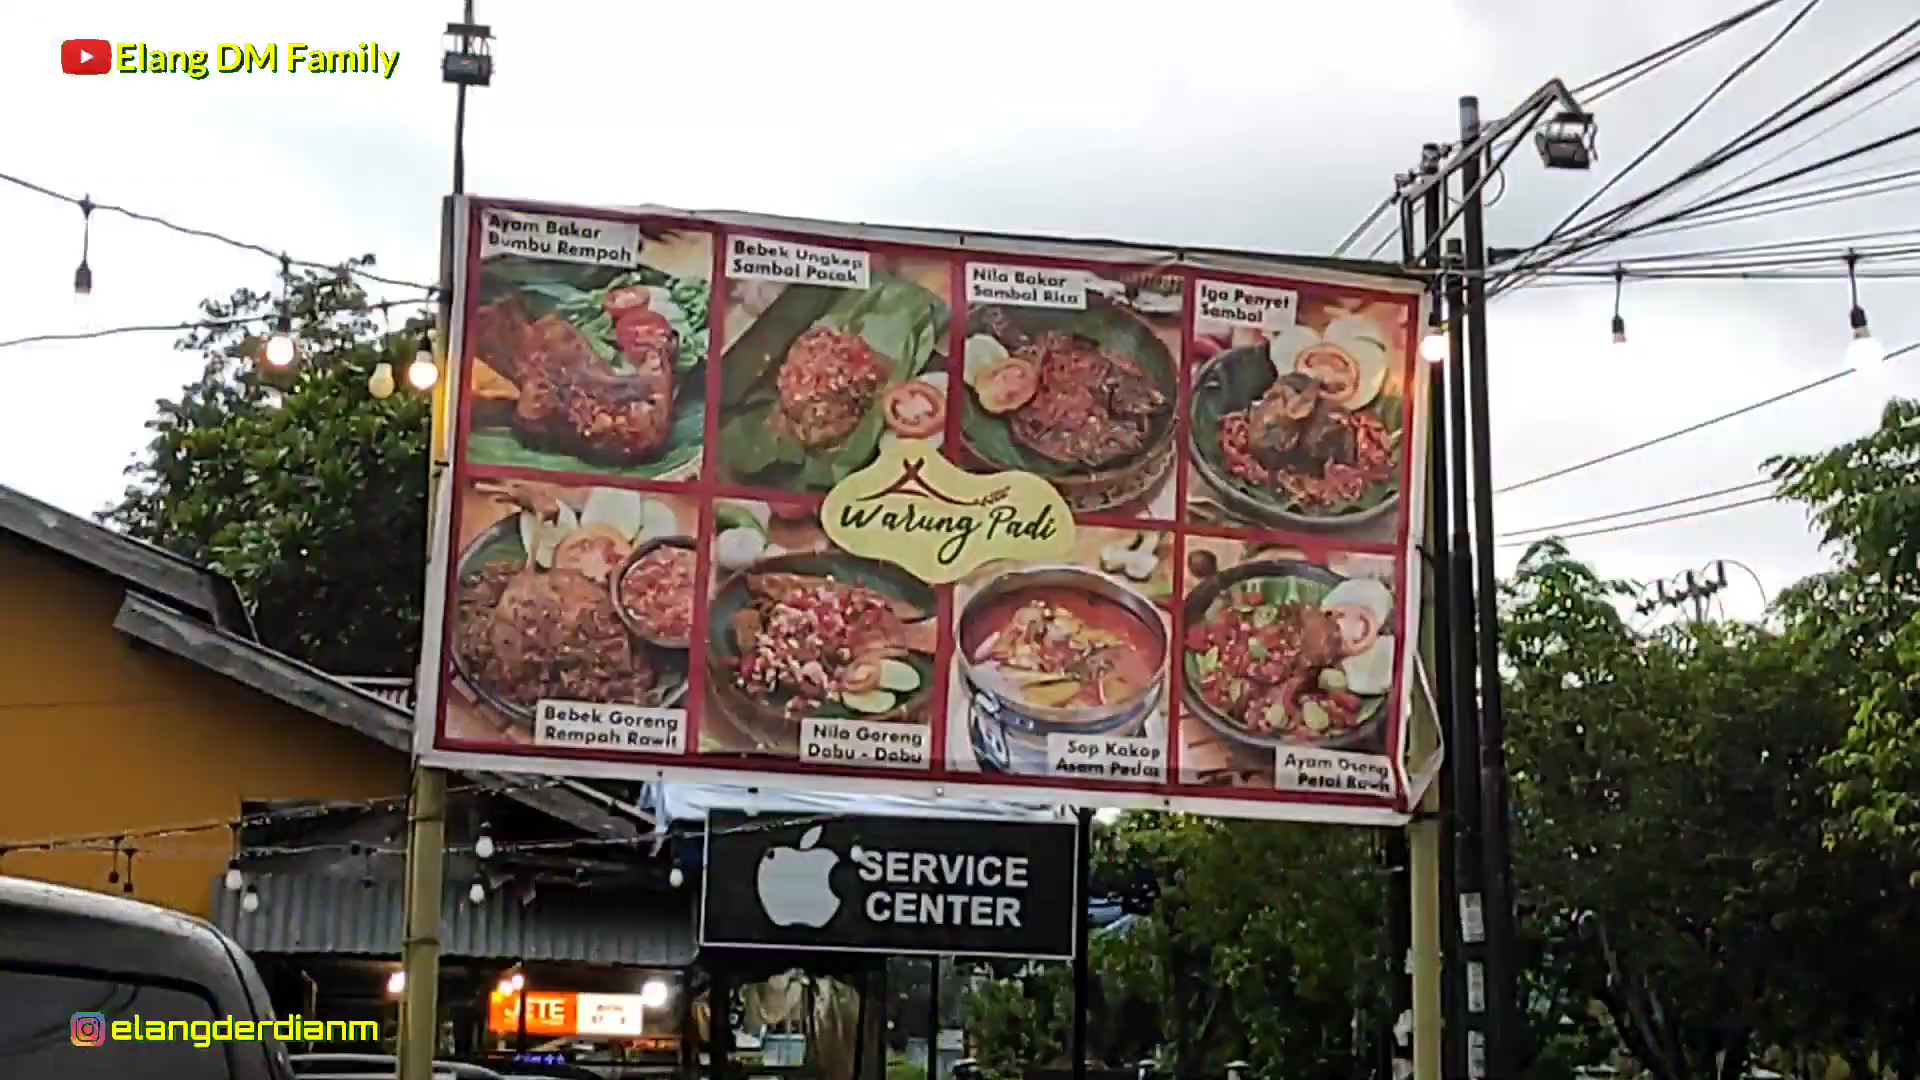 Elang DM Family
Ayam Bakar
Bumbu Rempah
Bebek Ungkep
Sambal Pacak
Nila Bakar
Sambal Rica
Iga Penyet
Sambal
Warung Padi
Bebek Goreng
Rempah Rawit
Nila Goreng
Dabu - Dabu
Sop Kakap
Asam Pedas
Ayam Oseng
Petai Rawit
SERVICE
CENTER
JETE
elangderdianm